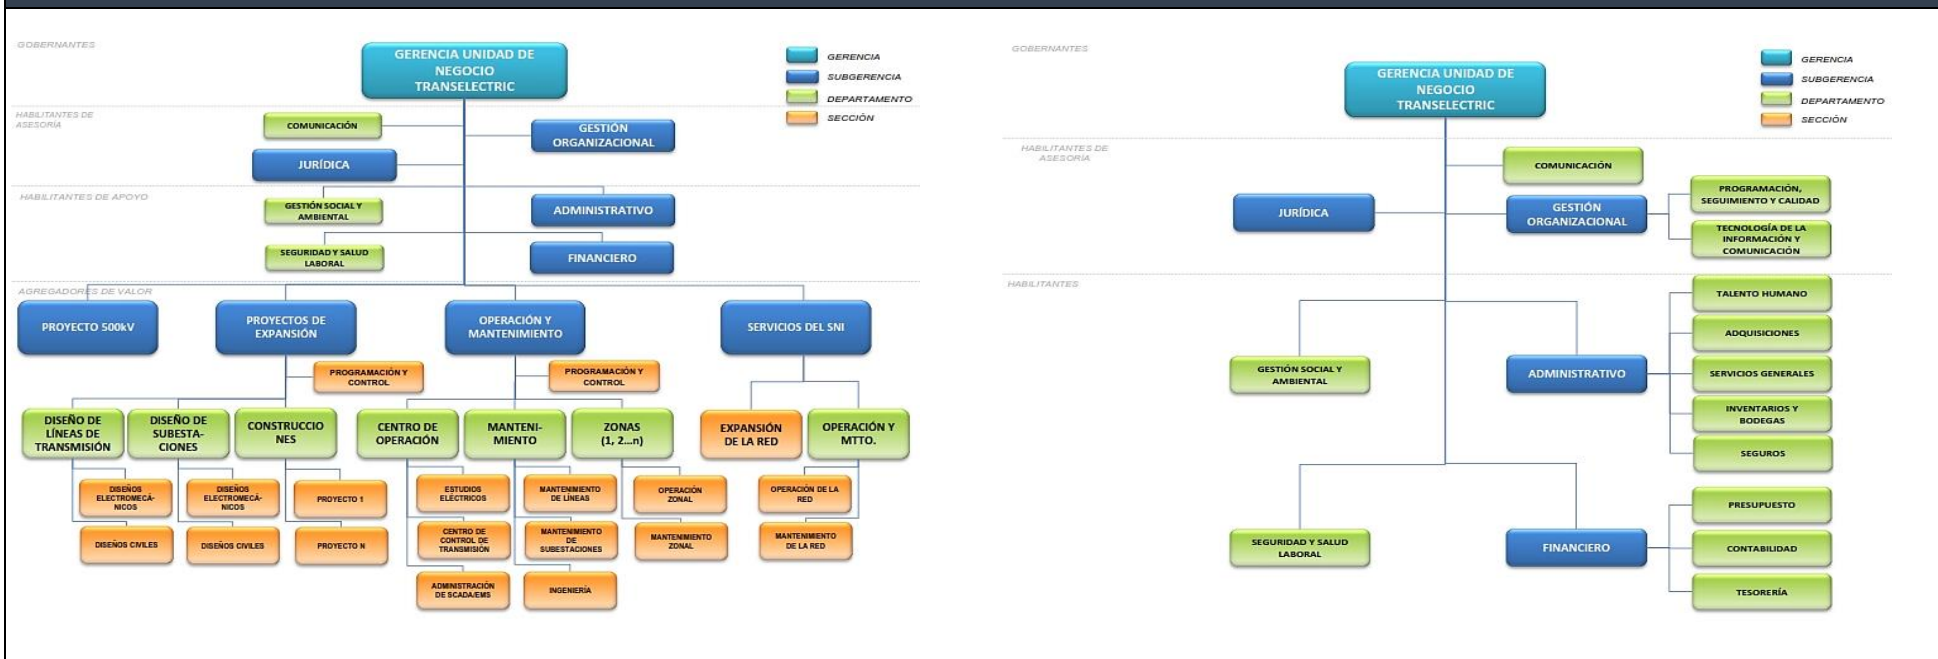 GOBERNANTES
GERENCIA UNIDAD DE
NEGOCIO
TRANSELECTRIC
GERENCIA
SUBGERENCIA
DEPARTAMENTO
SECCIÓN
HABILITANTES DE
ASESORÍA
COMUNICACIÓN
GESTIÓN
ORGANIZACIONAL
JURÍDICA
HABILITANTES DE APOYO
GESTIÓN SOCIAL Y
AMBIENTAL
ADMINISTRATIVO
SEGURIDAD Y SALUD
LABORAL
FINANCIERO
AGREGADORES DE VALOR
PROYECTO 500kV
PROYECTOS DE
EXPANSIÓN
OPERACIÓN Y
MANTENIMIENTO
SERVICIOS DEL SNI
PROGRAMACIÓN Y
CONTROL
PROGRAMACIÓN Y
CONTROL
DISEÑO DE
LÍNEAS DE
TRANSMISIÓN
DISEÑO DE
SUBESTA-
CIONES
CONSTRUCCIO
NES
CENTRO DE
OPERACIÓN
MANTENI-
MIENTO
ZONAS
(1, 2...n)
EXPANSIÓN
DE LA RED
OPERACIÓN Y
MTTO.
DISEÑOS
ELECTROMECÁ-
NICOS
DISEÑOS
ELECTROMECÁ-
NICOS
PROYECTO 1
ESTUDIOS
ELÉCTRICOS
MANTENIMIENTO
DE LÍNEAS
OPERACIÓN
ZONAL
OPERACIÓN DE LA
RED
DISEÑOS CIVILES
DISEÑOS CIVILES
PROYECTO N
CENTRO DE
CONTROL DE
TRANSMISIÓN
MANTENIMIENTO
DE
SUBESTACIONES
MANTENIMIENTO
ZONAL
MANTENIMIENTO
DE LA RED
ADMINISTRACIÓN
DE SCADA/EMS
INGENIERÍA
GOBERNANTES
GERENCIA UNIDAD DE
NEGOCIO
TRANSELECTRIC
GERENCIA
SUBGERENCIA
DEPARTAMENTO
SECCIÓN
HABILITANTES DE
ASESORÍA
COMUNICACIÓN
JURÍDICA
GESTIÓN
ORGANIZACIONAL
PROGRAMACIÓN,
SEGUIMIENTO Y CALIDAD
TECNOLOGÍA DE LA
INFORMACIÓN Y
COMUNICACIÓN
HABILITANTES
TALENTO HUMANO
ADQUISICIONES
GESTIÓN SOCIAL Y
AMBIENTAL
ADMINISTRATIVO
SERVICIOS GENERALES
INVENTARIOS Y
BODEGAS
SEGUROS
PRESUPUESTO
SEGURIDAD Y SALUD
LABORAL
FINANCIERO
CONTABILIDAD
TESORERÍA